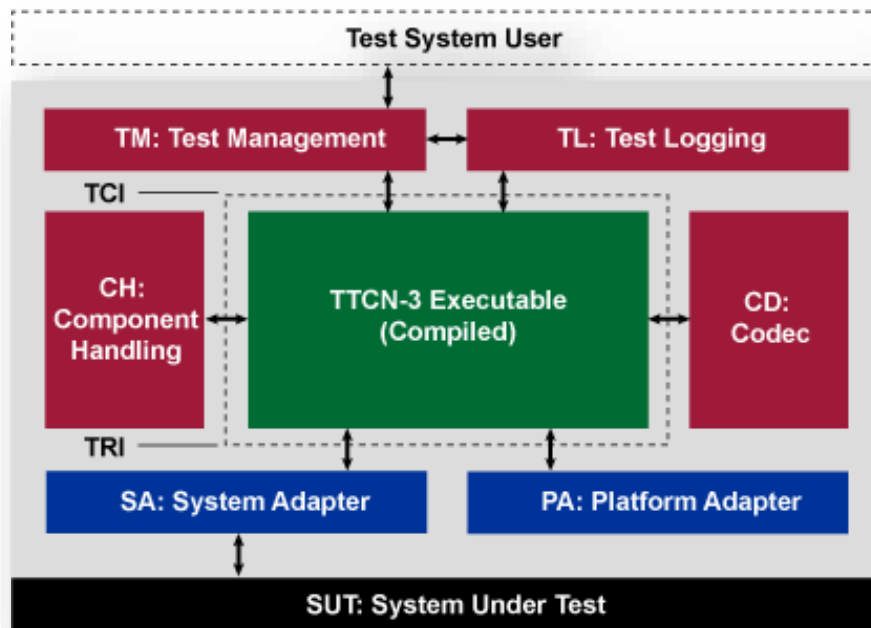 Test System User
TM: Test Management
TL: Test Logging
TCI
CH:
Component
Handling
TTCN-3 Executable
(Compiled)
CD:
Codec
TRI
SA: System Adapter
PA: Platform Adapter
SUT: System Under Test